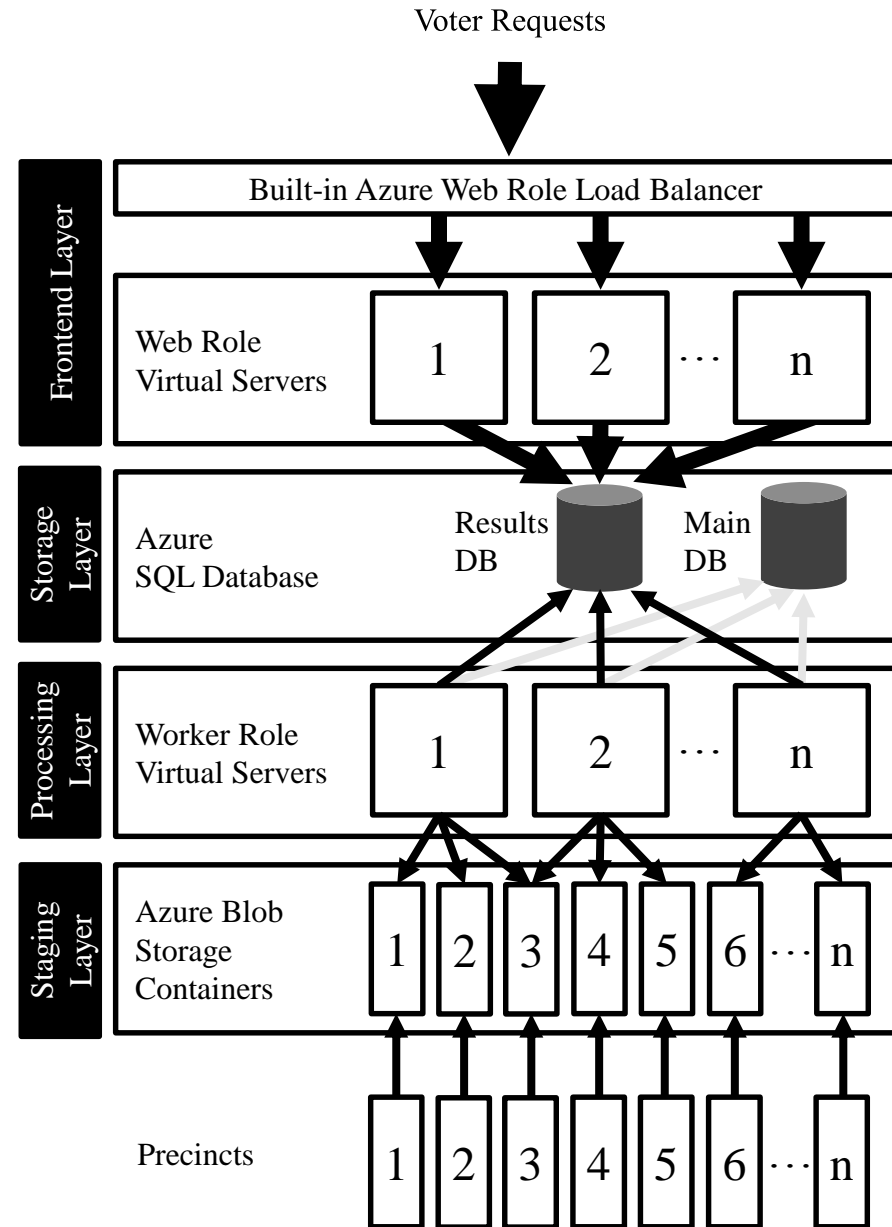 Voter Requests
Frontend Layer
Built-in Azure Web Role Load Balancer
Web Role
Virtual Servers
1
2
···
n
Storage
Layer
Azure
SQL Database
Results
DB
Main
DB
Processing
Layer
Worker Role
Virtual Servers
1
2
···
n
Staging
Layer
Azure Blob
Storage
Containers
1
2
3
4
5
6
···
n
Precincts
1
2
3
4
5
6
···
n